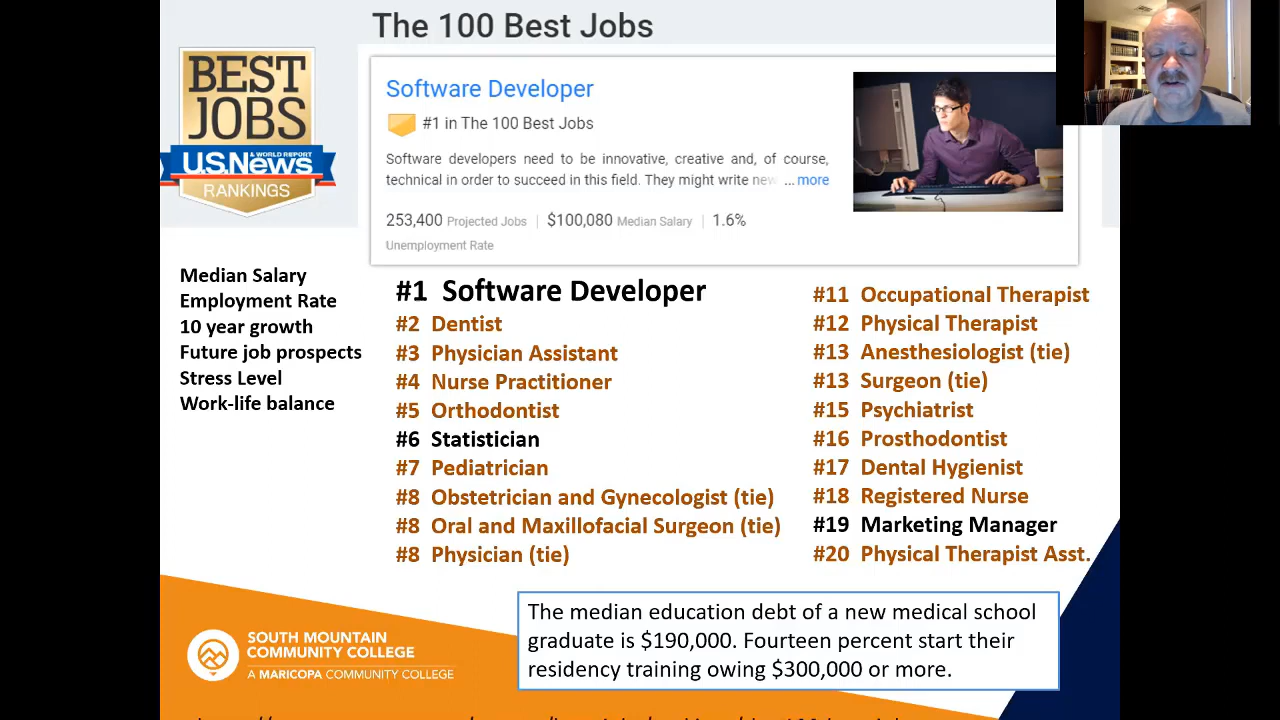 The 100 Best Jobs
BEST
JOBS
U.S.News
& WORLD REPORT
RANKINGS
Software Developer
#1 in The 100 Best Jobs
Software developers need to be innovative, creative and, of course,
technical in order to succeed in this field. They might write new ... more
253,400 Projected Jobs | $100,080 Median Salary | 1.6%
Unemployment Rate
Median Salary
Employment Rate
10 year growth
Future job prospects
Stress Level
Work-life balance
#1 Software Developer
#2 Dentist
#3 Physician Assistant
#4 Nurse Practitioner
#5 Orthodontist
#6 Statistician
#7 Pediatrician
#8 Obstetrician and Gynecologist (tie)
#8 Oral and Maxillofacial Surgeon (tie)
#8 Physician (tie)
#11 Occupational Therapist
#12 Physical Therapist
#13 Anesthesiologist (tie)
#13 Surgeon (tie)
#15 Psychiatrist
#16 Prosthodontist
#17 Dental Hygienist
#18 Registered Nurse
#19 Marketing Manager
#20 Physical Therapist Asst.
The median education debt of a new medical school
graduate is $190,000. Fourteen percent start their
residency training owing $300,000 or more.
SOUTH MOUNTAIN
COMMUNITY COLLEGE
A MARICOPA COMMUNITY COLLEGE